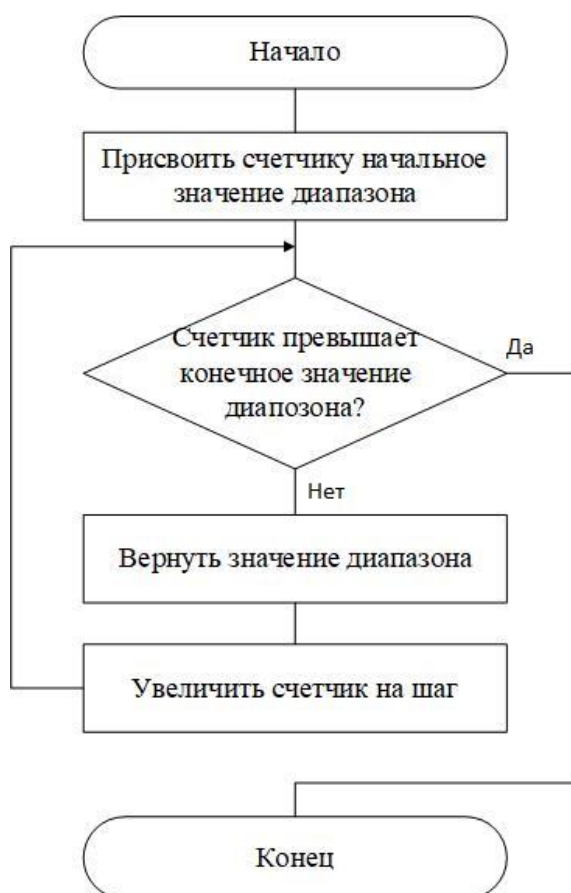 Начало
Присвоить счетчику начальное
значение диапазона
Счетчик превышает
конечное значение
диапозона?
Да
Нет
Вернуть значение диапазона
Увеличить счетчик на шаг
Конец